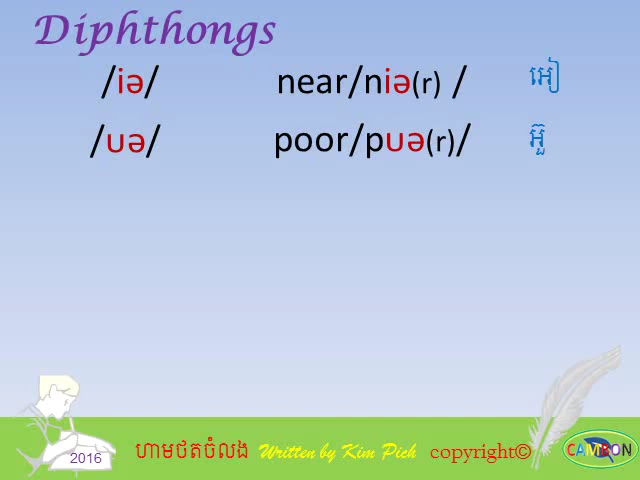 Diphthongs
/iə/ near/niə(r) / អៀ
/ʊə/ poor/pʊə(r)/ អ៊ួ
2016 ហាមថតចំលង Written by Kim Pich copyright© CAMBON